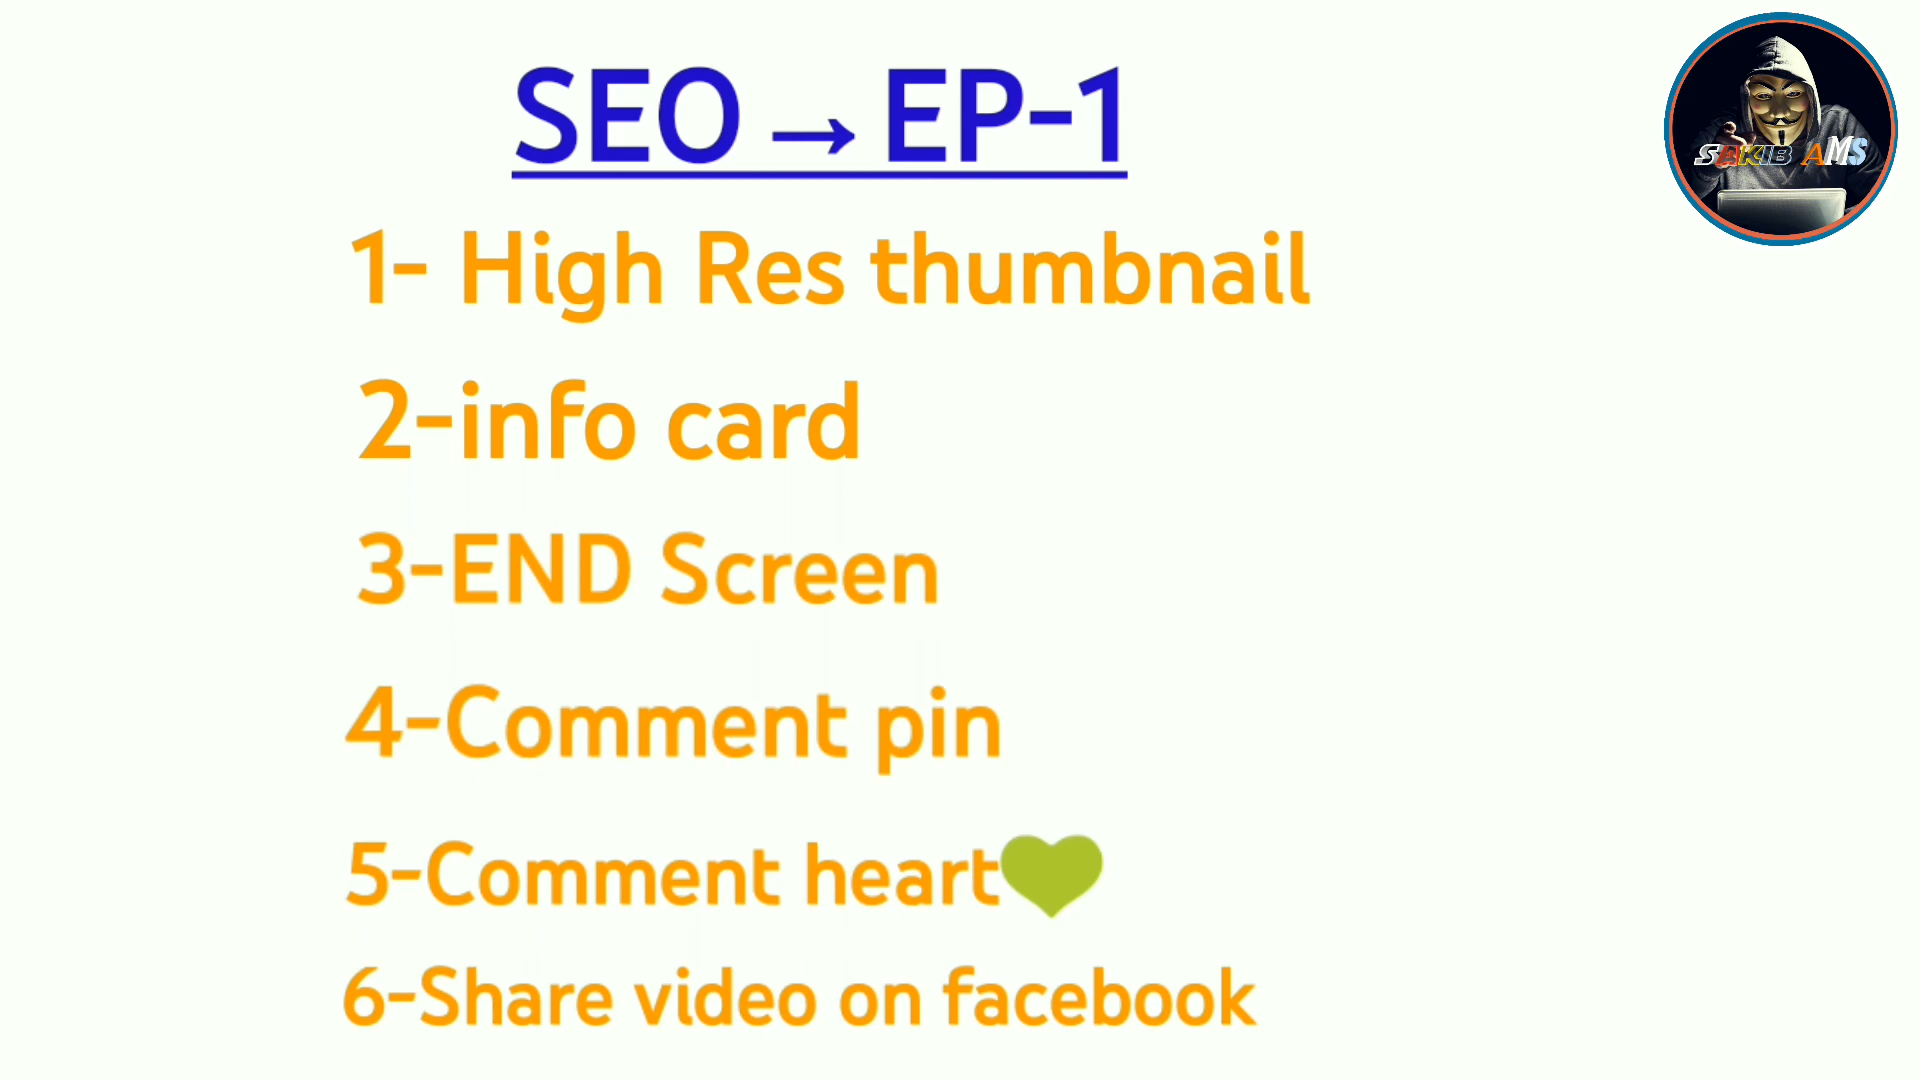 SEO → EP-1
SAKIB AMS
1- High Res thumbnail
2-info card
3-END Screen
4-Comment pin
5-Comment heart
6-Share video on facebook